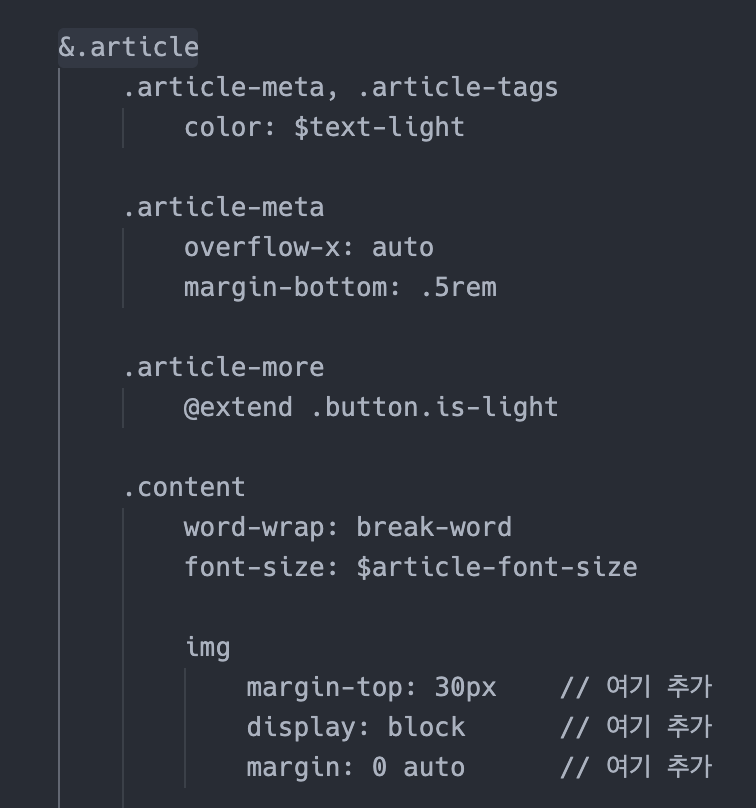 &.article
.article-meta, .article-tags
color: $text-light
.article-meta
overflow-x: auto
margin-bottom: .5rem
.article-more
@extend .button.is-light
.content
word-wrap: break-word
font-size: $article-font-size
img
margin-top: 30px // 여기 추가
display: block // 여기 추가
margin: 0 auto // 여기 추가